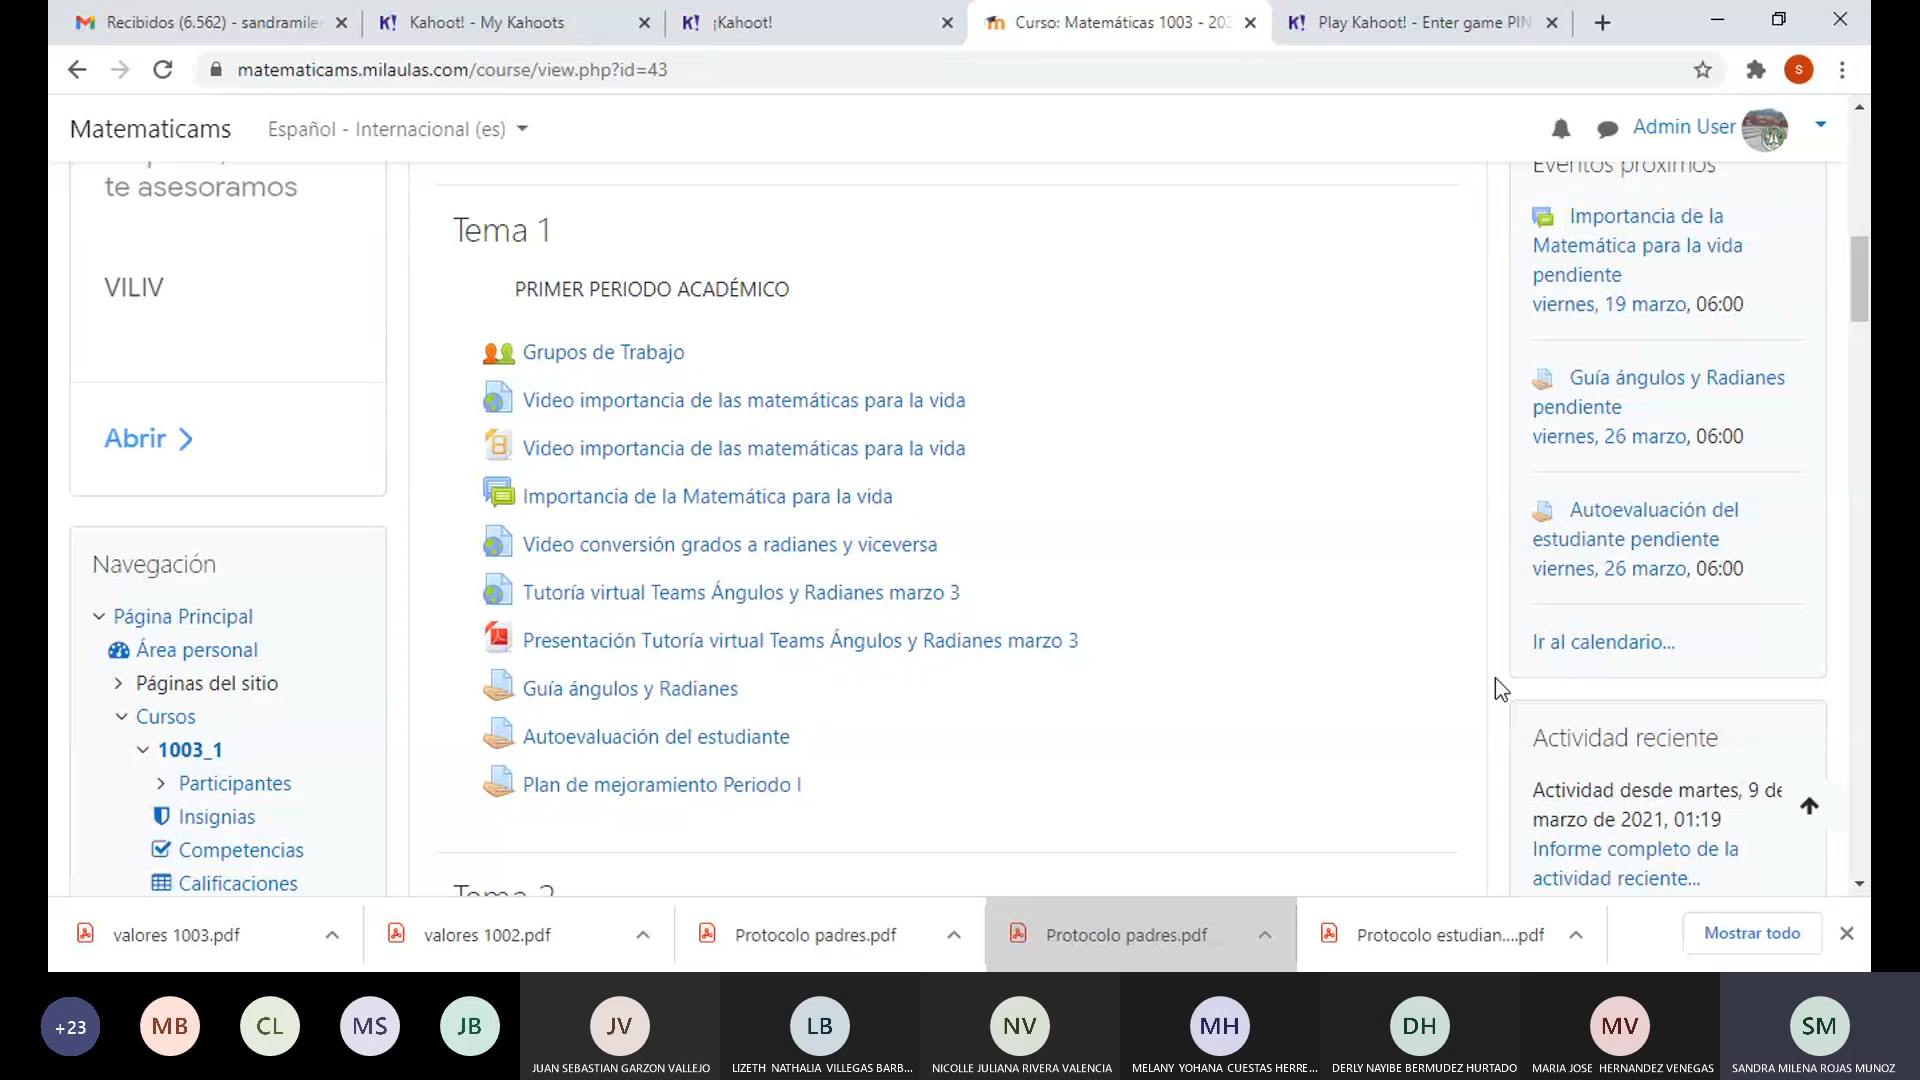 Recibidos (6.562) - sandramile
Kahoot! - My Kahoots
¡Kahoot!
Curso: Matemáticas 1003 - 202
Play Kahoot! - Enter game PIN
matematicams.milaulas.com/course/view.php?id=43
S
Matematicams
Español - Internacional (es)
Admin User
te asesoramos
VILIV
Abrir
Navegación
Página Principal
Área personal
Páginas del sitio
Cursos
1003_1
Participantes
Insignias
Competencias
Calificaciones
Tema 1
PRIMER PERIODO ACADÉMICO
Grupos de Trabajo
Video importancia de las matemáticas para la vida
Video importancia de las matemáticas para la vida
Importancia de la Matemática para la vida
Video conversión grados a radianes y viceversa
Tutoría virtual Teams Ángulos y Radianes marzo 3
Presentación Tutoría virtual Teams Ángulos y Radianes marzo 3
Guía ángulos y Radianes
Autoevaluación del estudiante
Plan de mejoramiento Periodo I
Tema 2
Eventos próximos
Importancia de la
Matemática para la vida
pendiente
viernes, 19 marzo, 06:00
Guía ángulos y Radianes
pendiente
viernes, 26 marzo, 06:00
Autoevaluación del
estudiante pendiente
viernes, 26 marzo, 06:00
Ir al calendario...
Actividad reciente
Actividad desde martes, 9 de
marzo de 2021, 01:19
Informe completo de la
actividad reciente...
valores 1003.pdf
valores 1002.pdf
Protocolo padres.pdf
Protocolo padres.pdf
Protocolo estudian....pdf
Mostrar todo
+23
MB
CL
MS
JB
JV
LB
NV
MH
DH
MV
SM
JUAN SEBASTIAN GARZON VALLEJO
LIZETH NATHALIA VILLEGAS BARB...
NICOLLE JULIANA RIVERA VALENCIA
MELANY YOHANA CUESTAS HERRE...
DERLY NAYIBE BERMUDEZ HURTADO
MARIA JOSE HERNANDEZ VENEGAS
SANDRA MILENA ROJAS MUNOZ